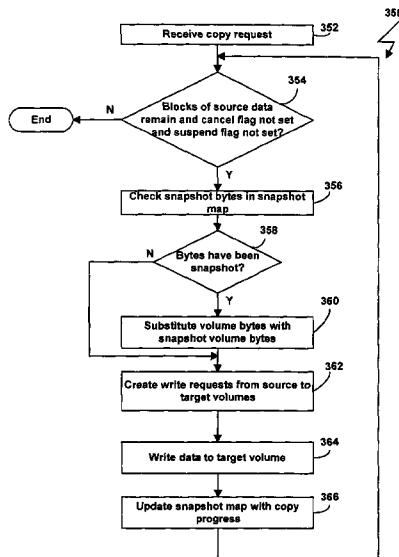 350
Receive copy request
352
354
Blocks of source data
remain and cancel flag not set
and suspend flag not set?
N
End
Y
Check snapshot bytes in snapshot
map
356
358
N
Bytes have been
snapshot?
Y
Substitute volume bytes with
snapshot volume bytes
360
Create write requests from source to
target volumes
362
Write data to target volume
364
Update snapshot map with copy
progress
366